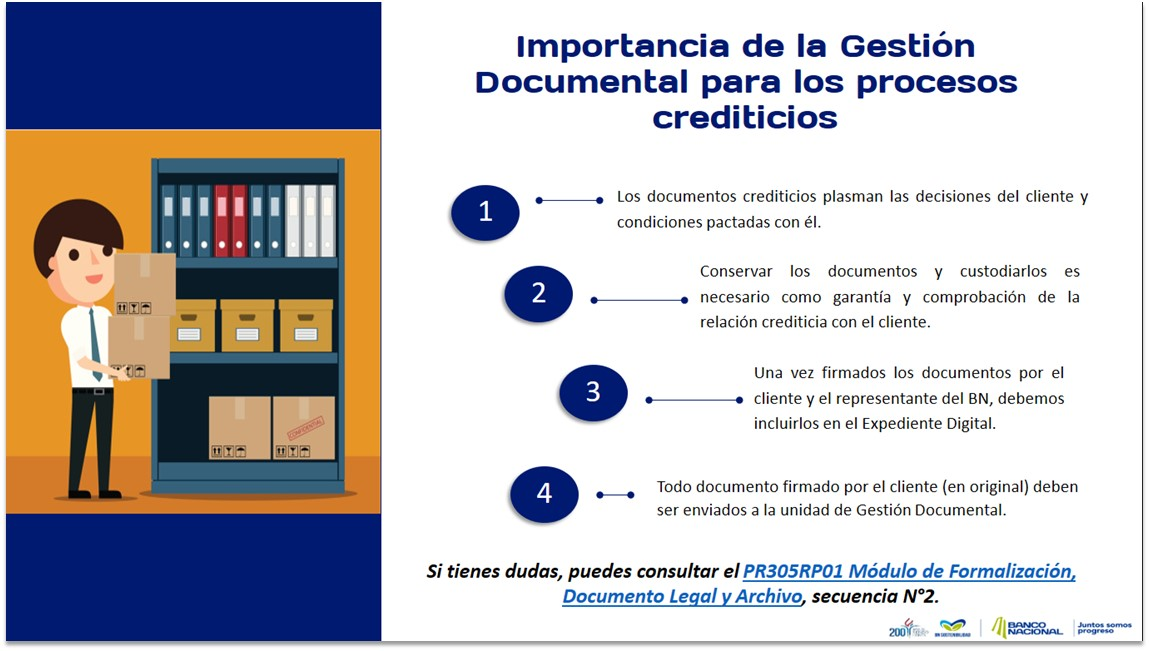 Importancia de la Gestión
Documental para los procesos
crediticios
1
Los documentos crediticios plasman las decisiones del cliente y
condiciones pactadas con él.
2
Conservar los documentos y custodiarlos es
necesario como garantía y comprobación de la
relación crediticia con el cliente.
3
Una vez firmados los documentos por el
cliente y el representante del BN, debemos
incluirlos en el Expediente Digital.
4
Todo documento firmado por el cliente (en original) deben
ser enviados a la unidad de Gestión Documental.
Si tienes dudas, puedes consultar el PR305RP01 Módulo de Formalización,
Documento Legal y Archivo, secuencia N°2.
CONFIDENTIAL
200
BN SOSTENIBILIDAD
BANCO
NACIONAL
Juntos somos
progreso